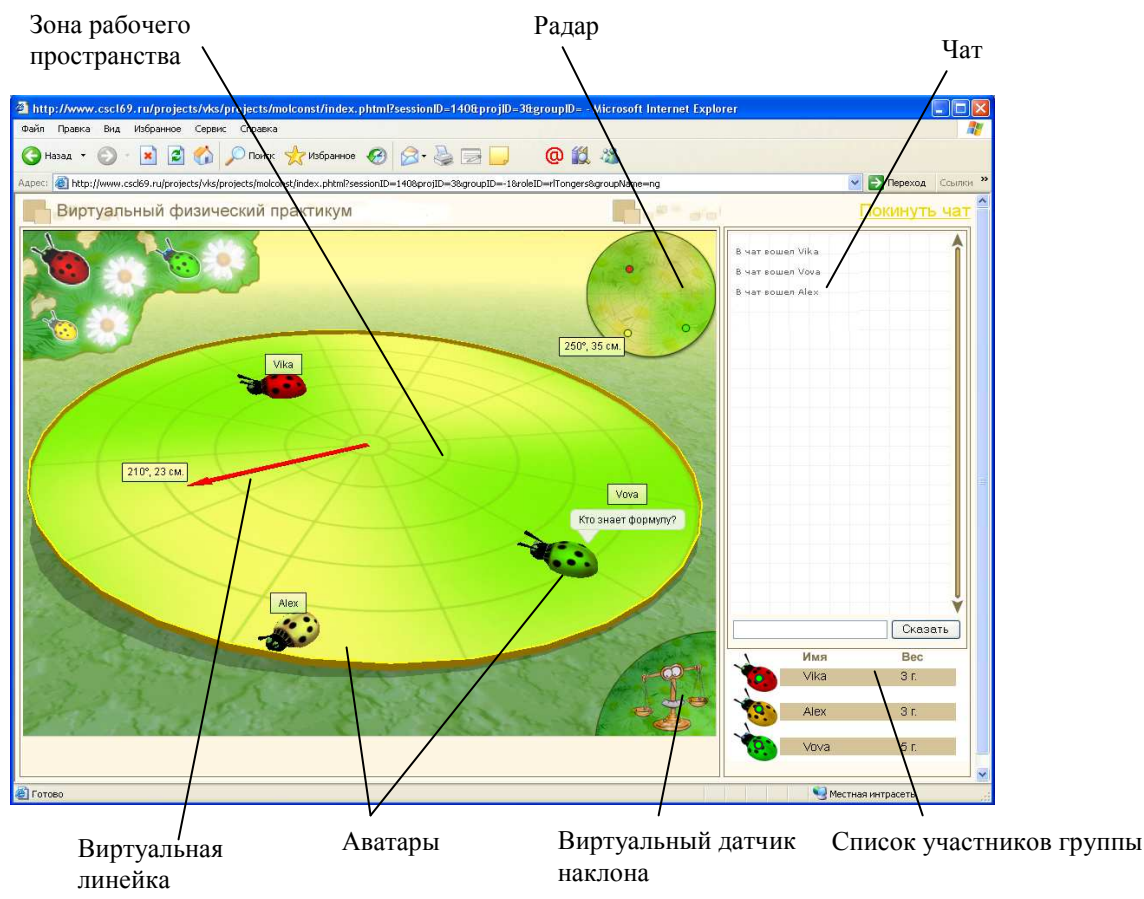 Зона рабочего
пространства
Радар
Чат
http://www.cscl69.ru/projects/vks/projects/molconst/index.phtml?sessionID=140&projID=3&groupID= - Microsoft Internet Explorer
Файл Правка Вид Избранное Сервис Справка
Назад Поиск Избранное
Адрес: http://www.cscl69.ru/projects/vks/projects/molconst/index.phtml?sessionID=140&projID=3&groupID=-1&roleID=rlTongers&groupName=ng Переход Ссылки »
Виртуальный физический практикум
Покинуть чат
В чат вошел Vika
В чат вошел Vova
В чат вошел Alex
250°, 35 см.
Vika
210°, 23 см.
Vova
Кто знает формулу?
Alex
Сказать
Имя Вес
Vika 3 г.
Alex 3 г.
Vova 5 г.
Готово
Местная интрасеть
Виртуальная
линейка
Аватары
Виртуальный датчик
наклона
Список участников группы